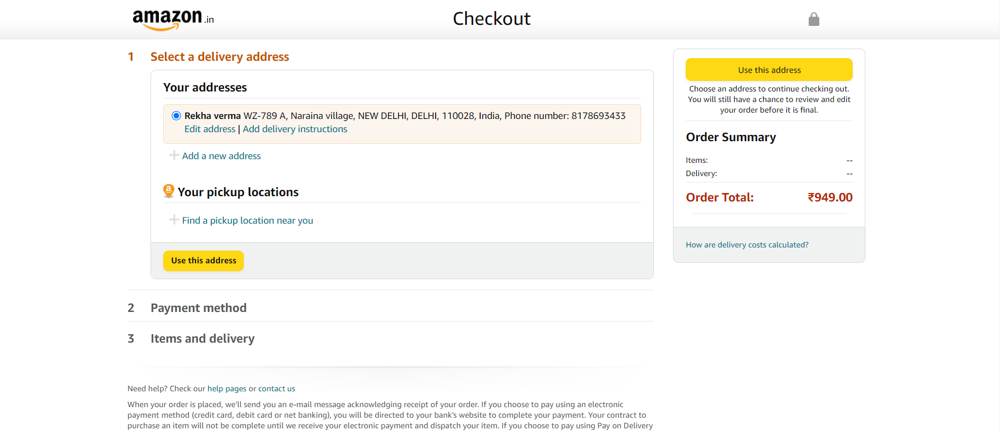 amazon.in
Checkout
1 Select a delivery address
Your addresses
Rekha verma WZ-789 A, Naraina village, NEW DELHI, DELHI, 110028, India, Phone number: 8178693433
Edit address | Add delivery instructions
Add a new address
a Your pickup locations
Find a pickup location near you
Use this address
2 Payment method
3 Items and delivery
Need help? Check our help pages or contact us
When your order is placed, we'll send you an e-mail message acknowledging receipt of your order. If you choose to pay using an electronic
payment method (credit card, debit card or net banking), you will be directed to your bank's website to complete your payment. Your contract to
purchase an item will not be complete until we receive your electronic payment and dispatch your item. If you choose to pay using Pay on Delivery
Use this address
Choose an address to continue checking out.
You will still have a chance to review and edit
your order before it is final.
Order Summary
Items: --
Delivery: --
Order Total: ₹949.00
How are delivery costs calculated?